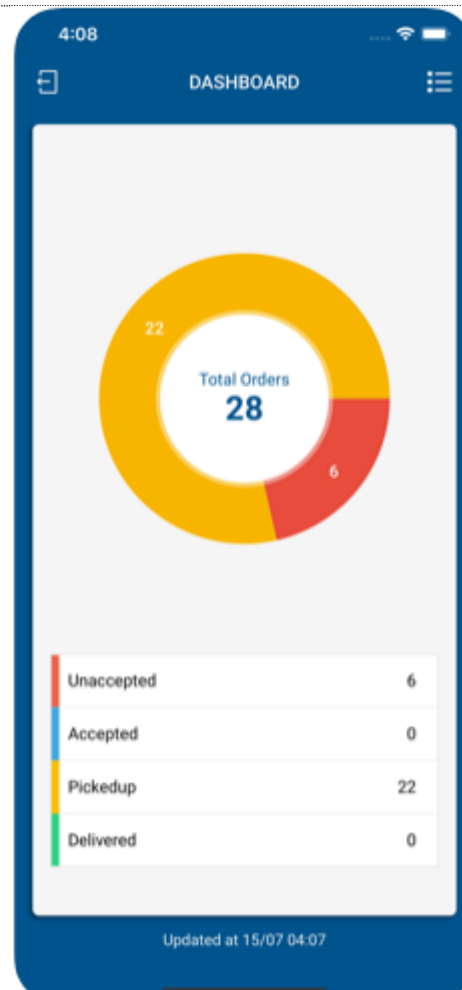 4:08
DASHBOARD
22
Total Orders
28
6
Unaccepted 6
Accepted 0
Pickedup 22
Delivered 0
Updated at 15/07 04:07